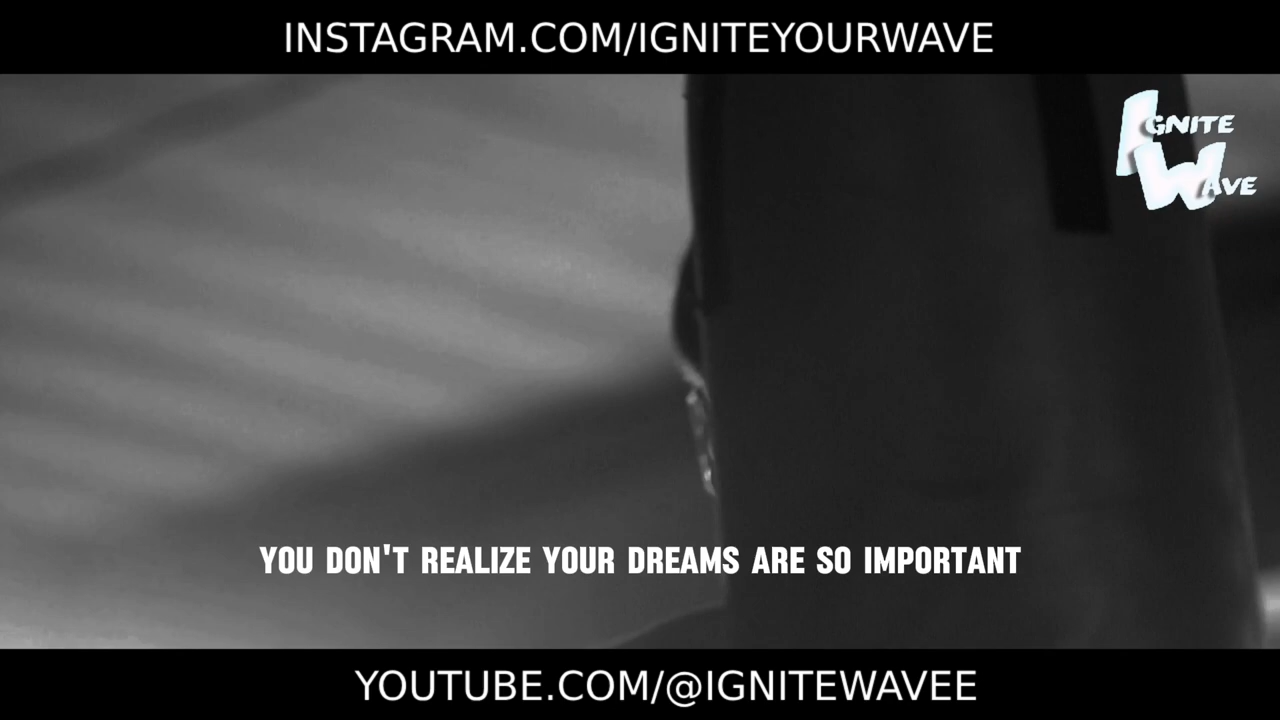 INSTAGRAM.COM/IGNITEYOURWAVE
IGNITE
WAVE
YOU DON'T REALIZE YOUR DREAMS ARE SO IMPORTANT
YOUTUBE.COM/@IGNITEWAVEE